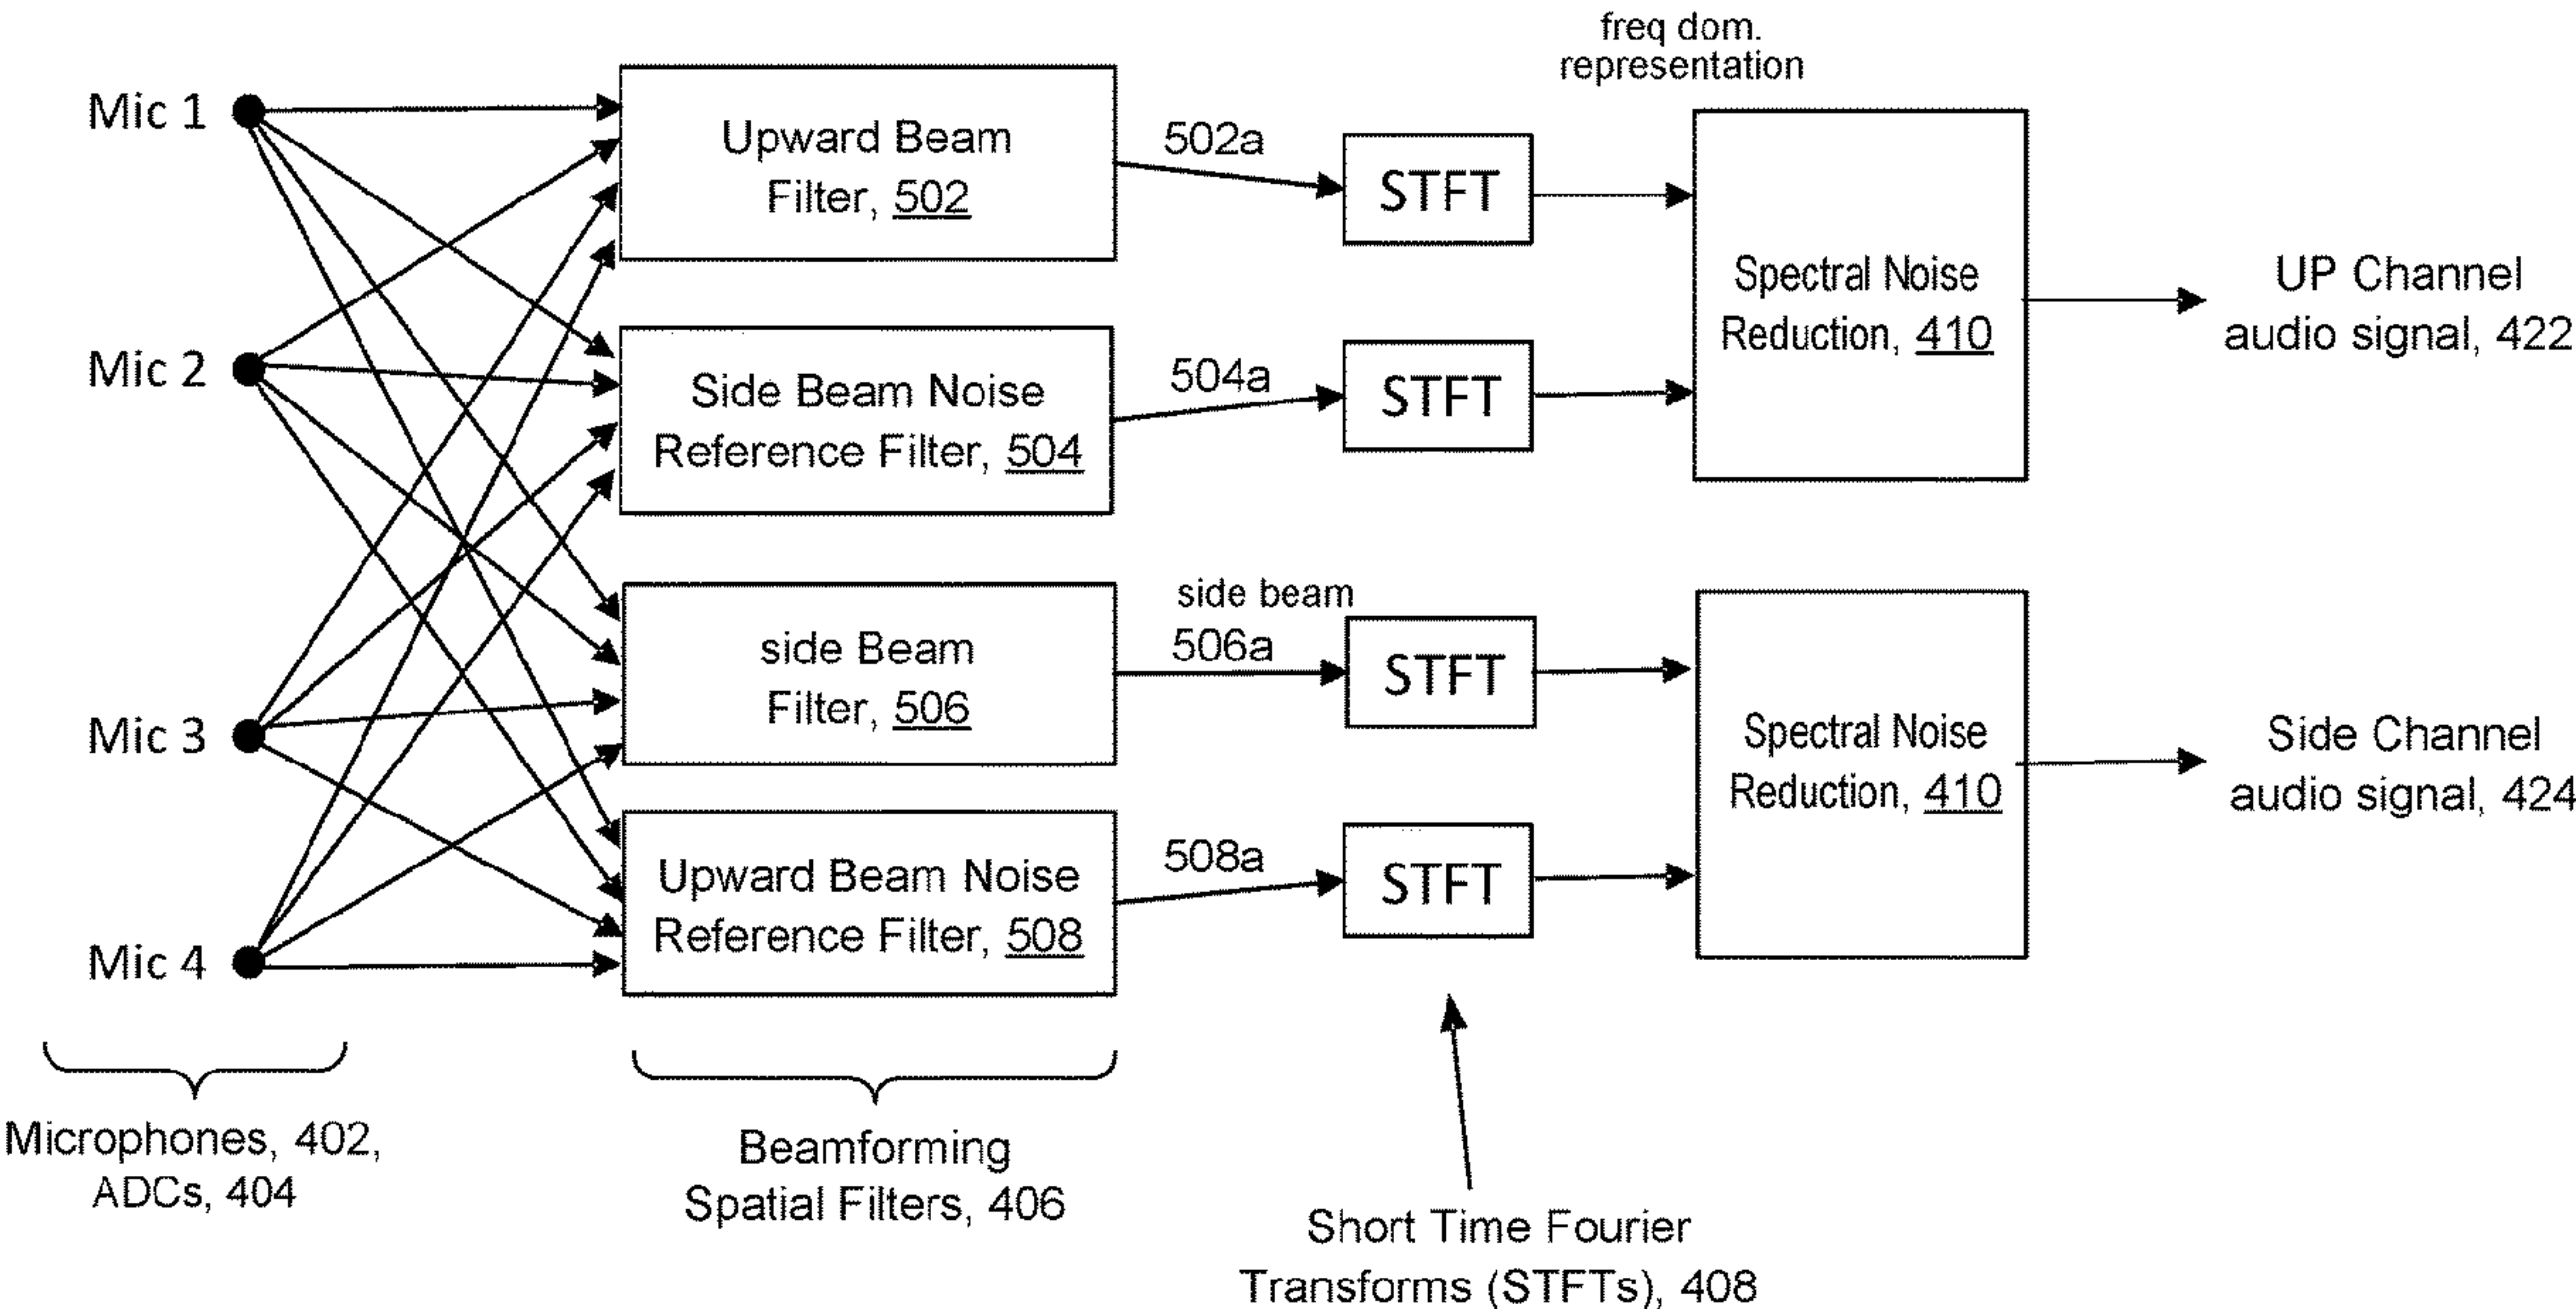 freq dom.
representation
Mic 1
Upward Beam
Filter, 502
502a
STFT
Spectral Noise
Reduction, 410
UP Channel
audio signal, 422
Mic 2
Side Beam Noise
Reference Filter, 504
504a
STFT
side Beam
Filter, 506
side beam
506a
STFT
Spectral Noise
Reduction, 410
Side Channel
audio signal, 424
Mic 3
Upward Beam Noise
Reference Filter, 508
508a
STFT
Mic 4
Microphones, 402,
ADCs, 404
Beamforming
Spatial Filters, 406
Short Time Fourier
Transforms (STFTs), 408